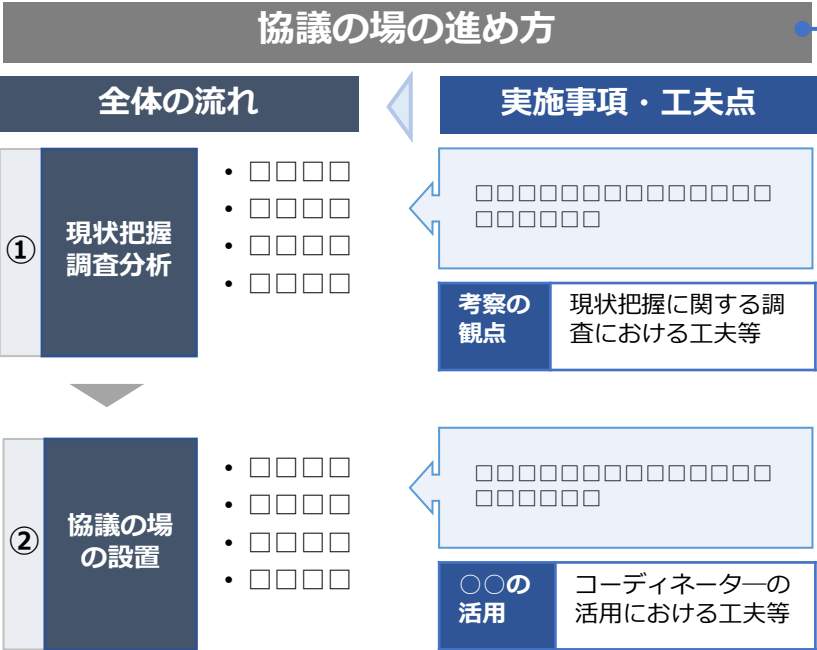 協議の場の進め方
全体の流れ
実施事項・工夫点
①
現状把握
調査分析
• □□□□
• □□□□
• □□□□
• □□□□
□□□□□□□□□□□□□□
□□□□□□
考察の
観点
現状把握に関する調
査における工夫等
②
協議の場
の設置
• □□□□
• □□□□
• □□□□
• □□□□
□□□□□□□□□□□□□□
□□□□□□
○○の
活用
コーディネータ―の
活用における工夫等